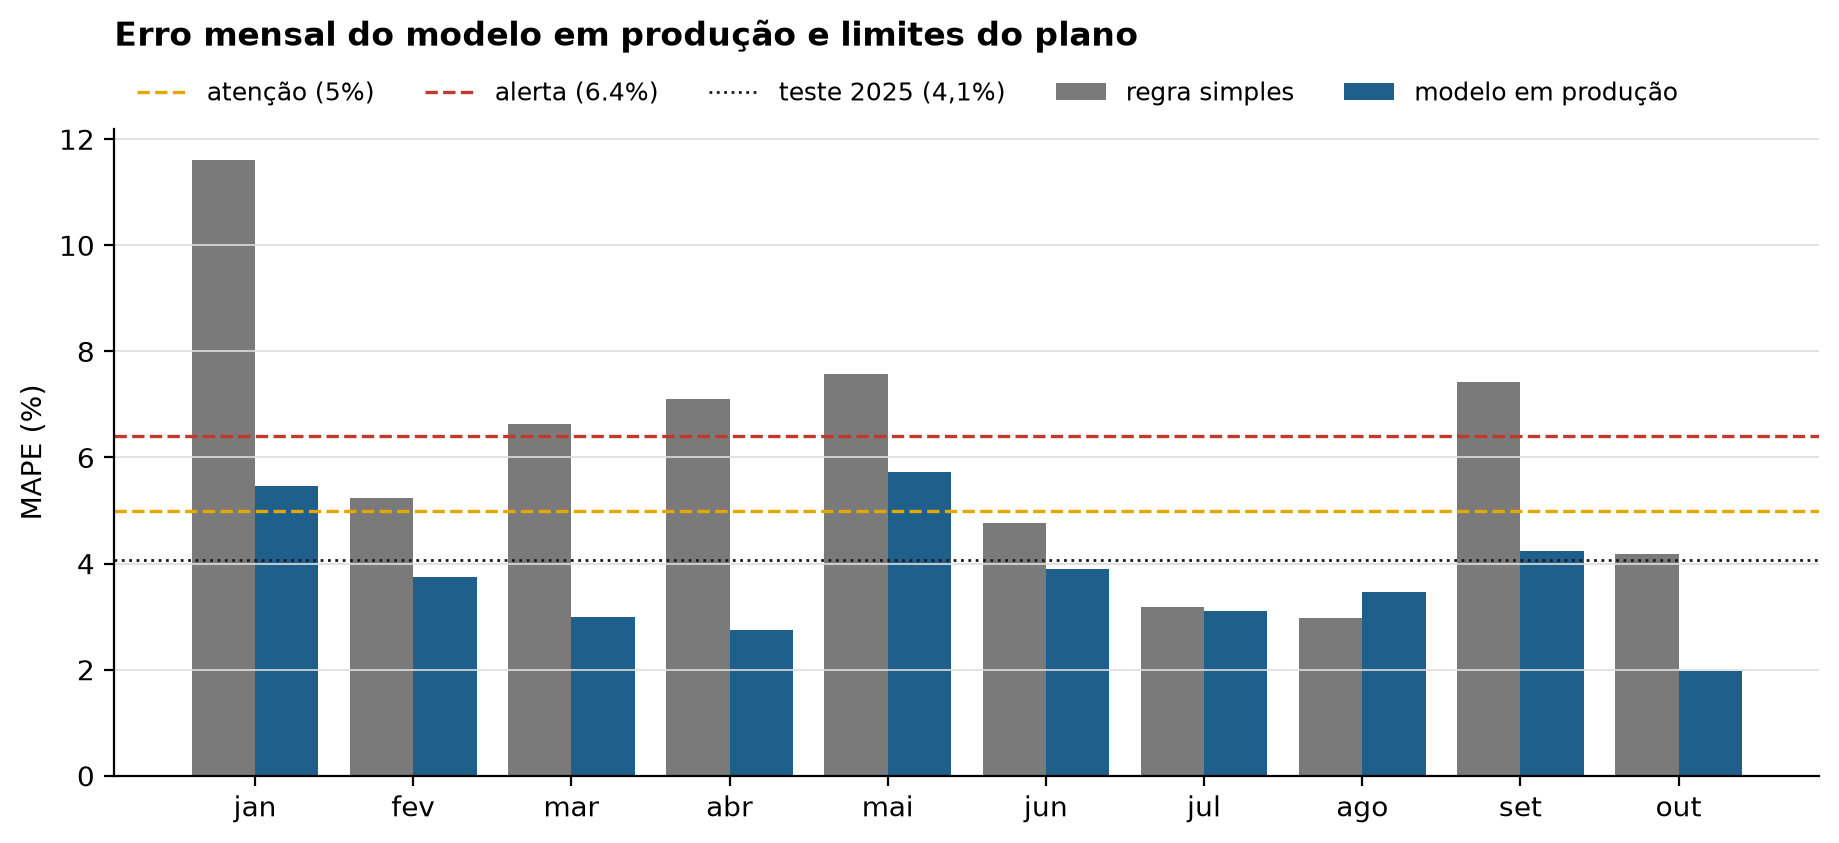 Erro mensal do modelo em produção e limites do plano
atenção (5%) alerta (6.4%) teste 2025 (4,1%) regra simples modelo em produção
MAPE (%)
12
10
8
6
4
2
0
jan fev mar abr mai jun jul ago set out